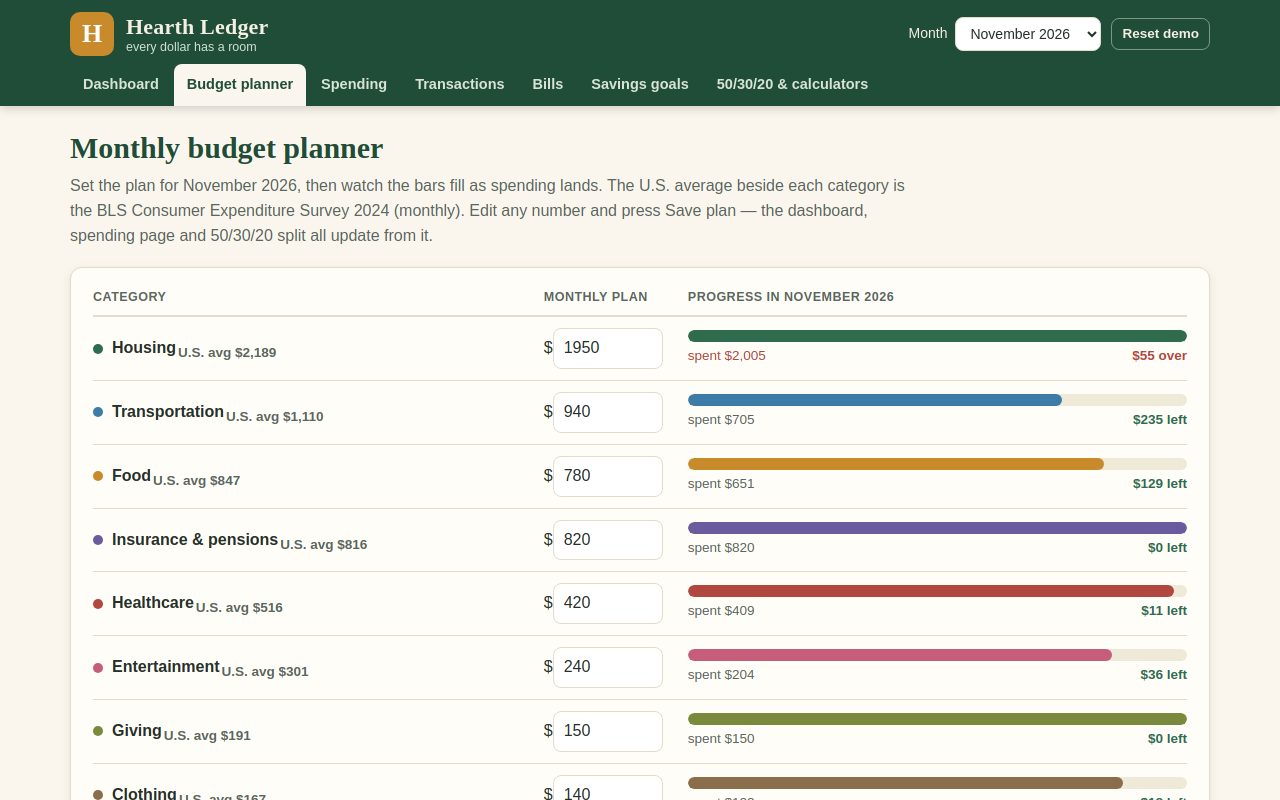 H
Hearth Ledger
every dollar has a room
Month
November 2026
Reset demo
Dashboard
Budget planner
Spending
Transactions
Bills
Savings goals
50/30/20 & calculators
Monthly budget planner
Set the plan for November 2026, then watch the bars fill as spending lands. The U.S. average beside each category is
the BLS Consumer Expenditure Survey 2024 (monthly). Edit any number and press Save plan — the dashboard,
spending page and 50/30/20 split all update from it.
CATEGORY MONTHLY PLAN PROGRESS IN NOVEMBER 2026
Housing U.S. avg $2,189 $ 1950 spent $2,005 $55 over
Transportation U.S. avg $1,110 $ 940 spent $705 $235 left
Food U.S. avg $847 $ 780 spent $651 $129 left
Insurance & pensions U.S. avg $816 $ 820 spent $820 $0 left
Healthcare U.S. avg $516 $ 420 spent $409 $11 left
Entertainment U.S. avg $301 $ 240 spent $204 $36 left
Giving U.S. avg $191 $ 150 spent $150 $0 left
Clothing U.S. avg $167 $ 140